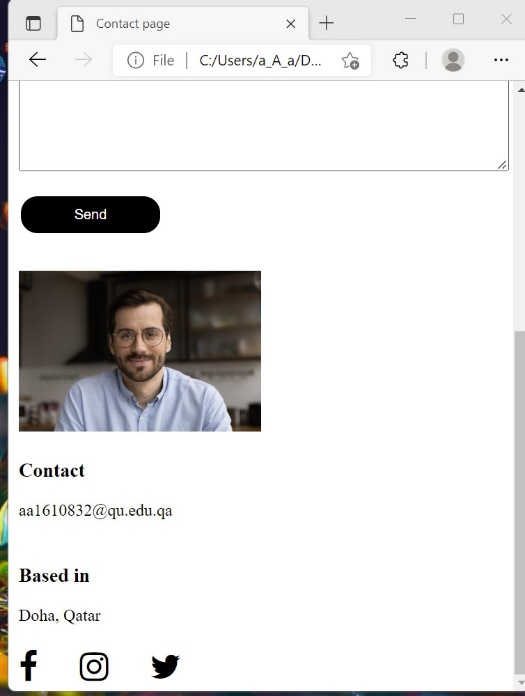 Contact page
File
C:/Users/a_A_a/D...
Send
Contact
aa1610832@qu.edu.qa
Based in
Doha, Qatar